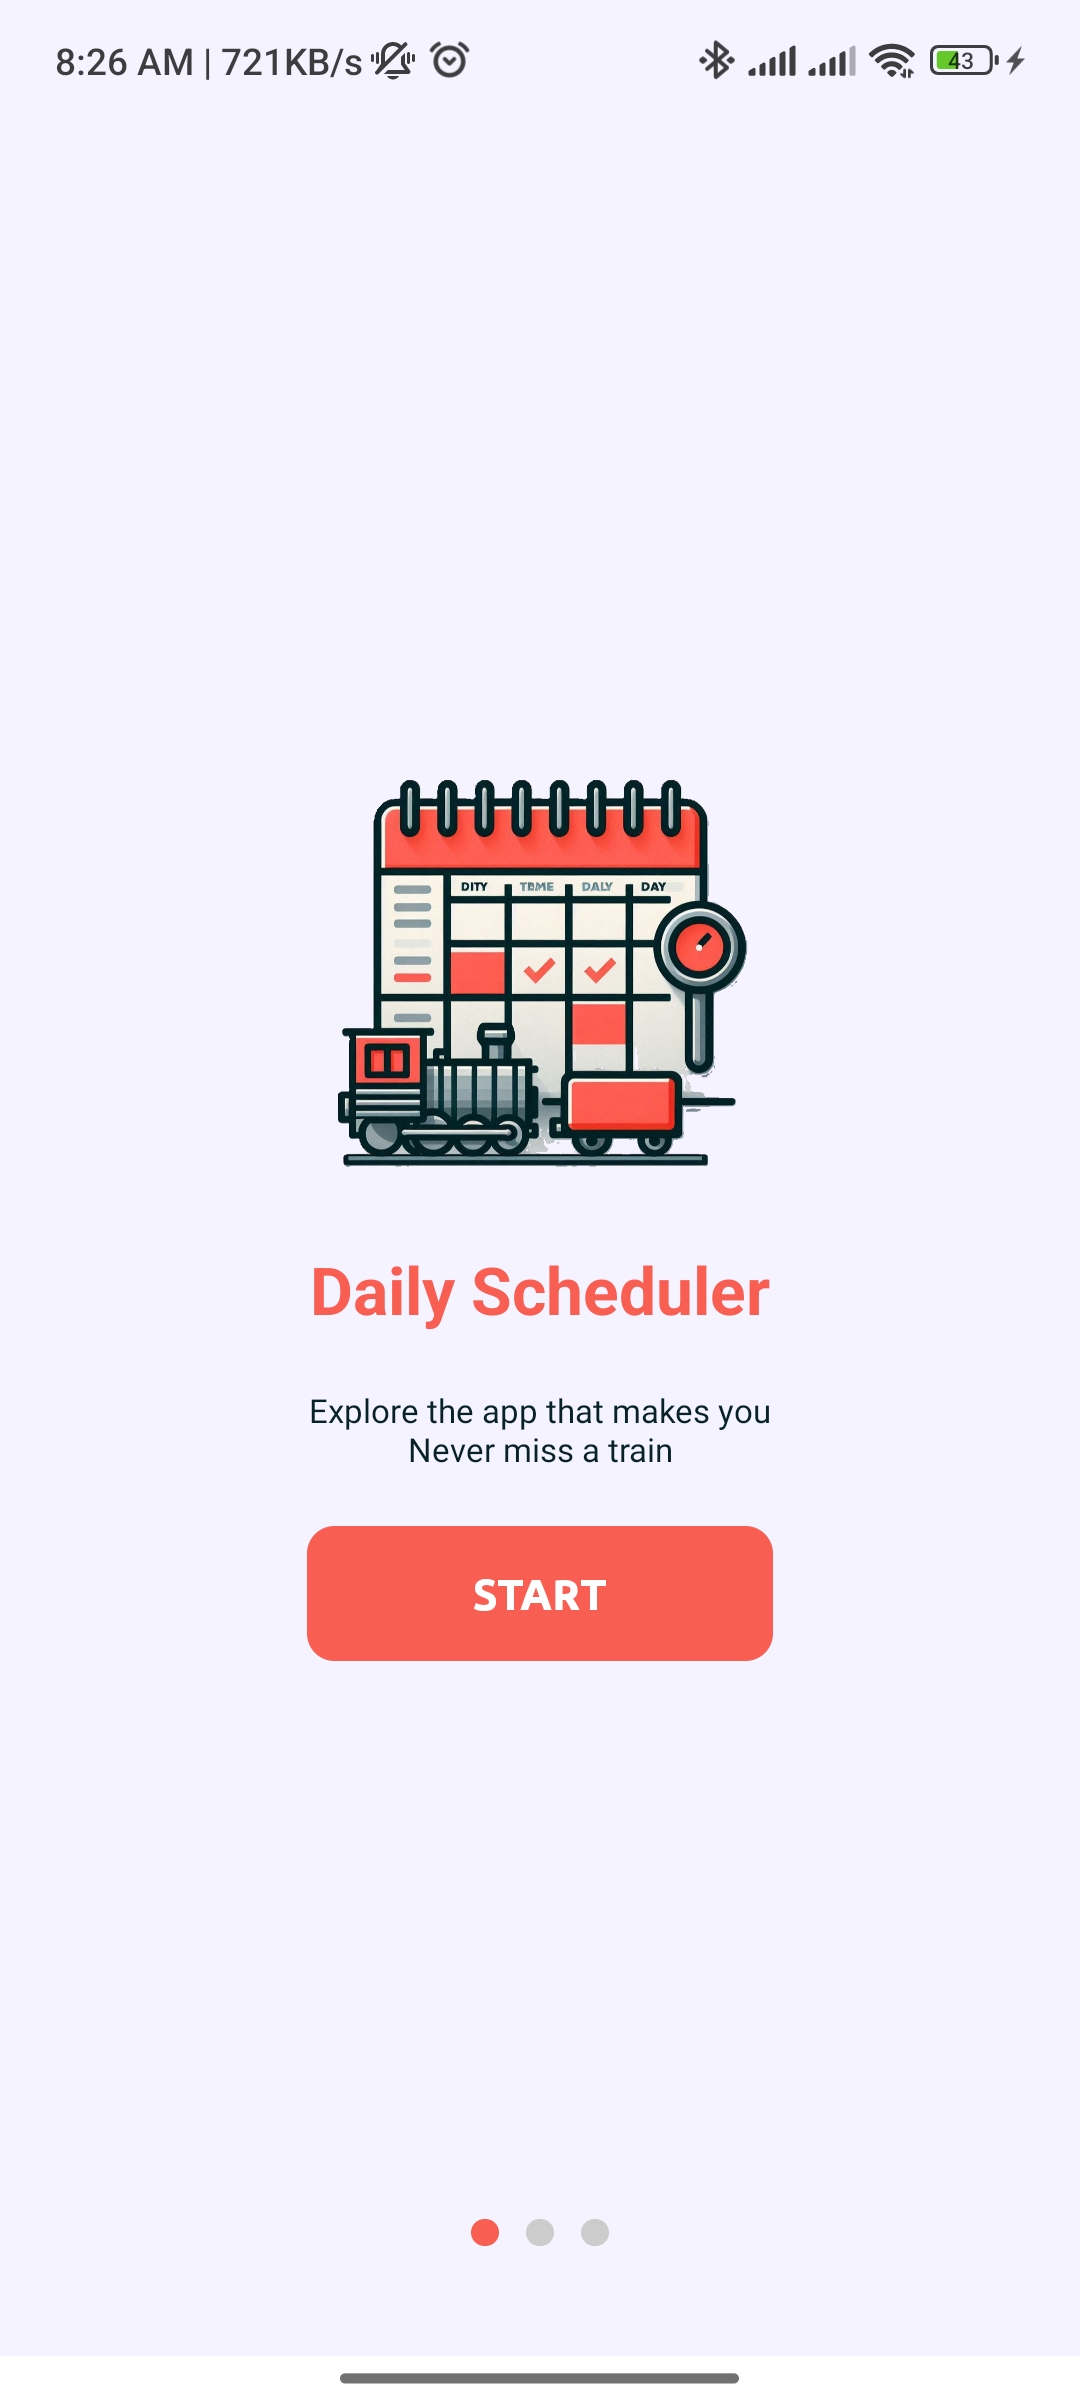 8:26 AM | 721KB/s 43
DITY TBME DALY DAY
Daily Scheduler
Explore the app that makes you
Never miss a train
START